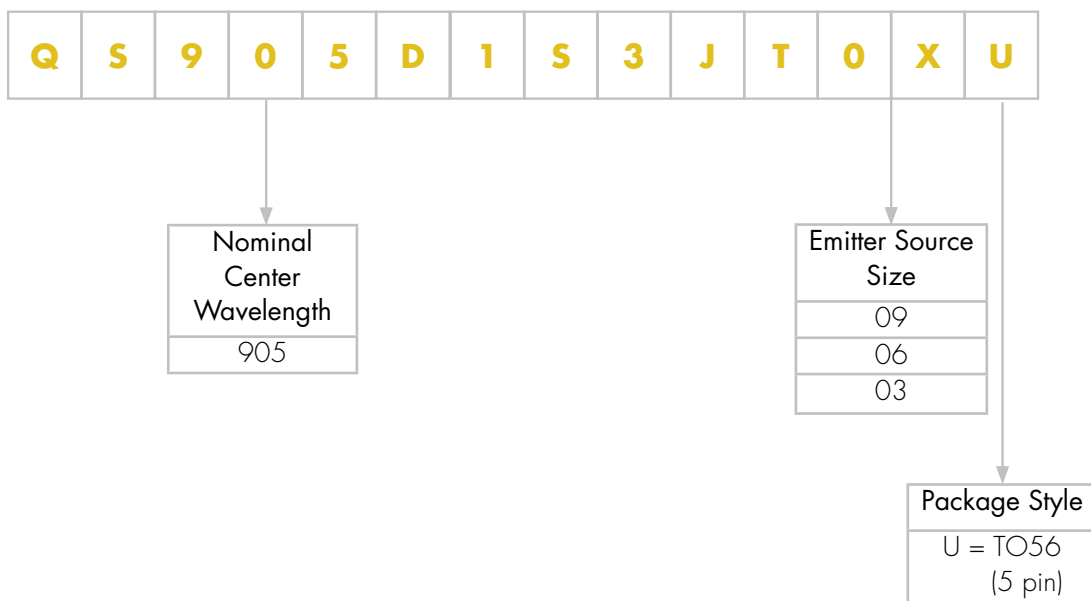 Q S 9 0 5 D 1 S 3 J T 0 X U
Nominal
Center
Wavelength
905
Emitter Source
Size
09
06
03
Package Style
U = TO56
(5 pin)